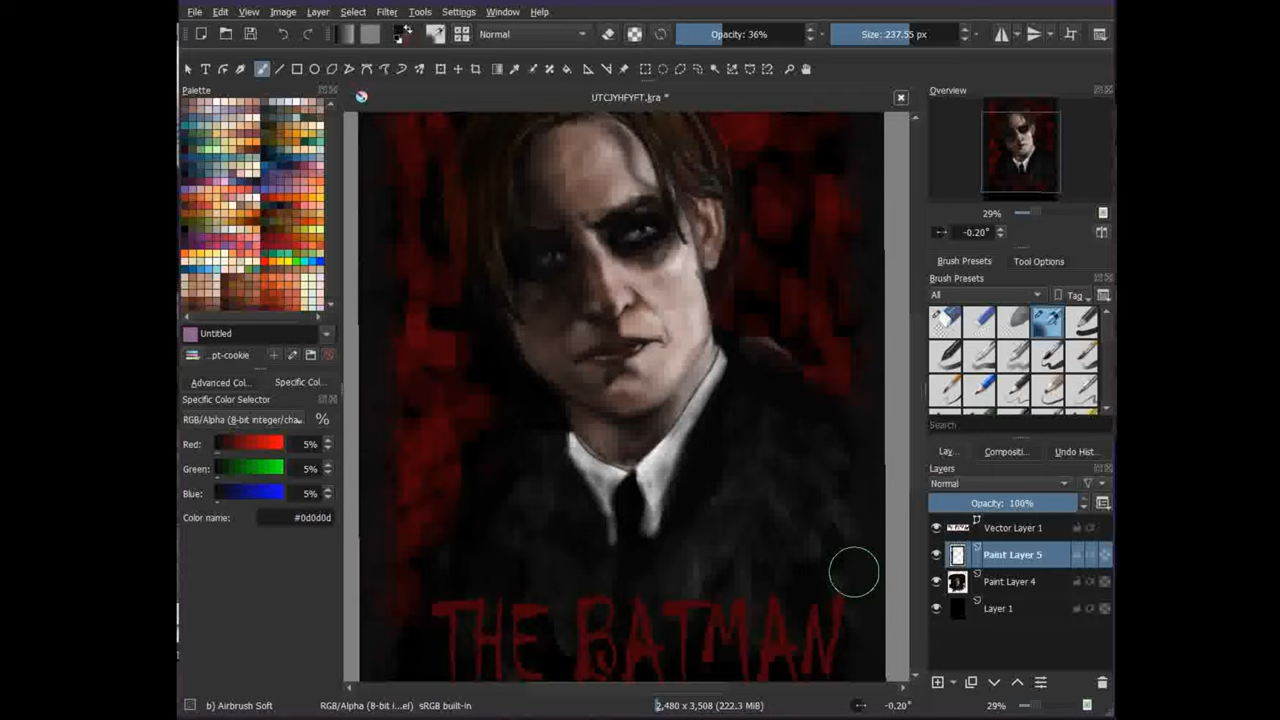 File Edit View Image Layer Select Filter Tools Settings Window Help
Normal Opacity: 36% Size: 237.55 px
Palette UTCJYHFYFT.kra * Overview
29%
-0.20°
Brush Presets Tool Options
Brush Presets
All Tag
Untitled
..pt-cookie
Advanced Col... Specific Co...
Specific Color Selector
RGB/Alpha (8-bit integer/cha... %
Search
Red: 5%
Lay... Compositi... Undo Hist...
Green: 5%
Layers
Normal
Blue: 5%
Opacity: 100%
Color name: #0d0d0d
Vector Layer 1
Paint Layer 5
Paint Layer 4
Layer 1
THE BATMAN
b) Airbrush Soft RGB/Alpha (8-bit i...el) sRGB built-in 2,480 x 3,508 (222.3 MiB) -0.20° 29%